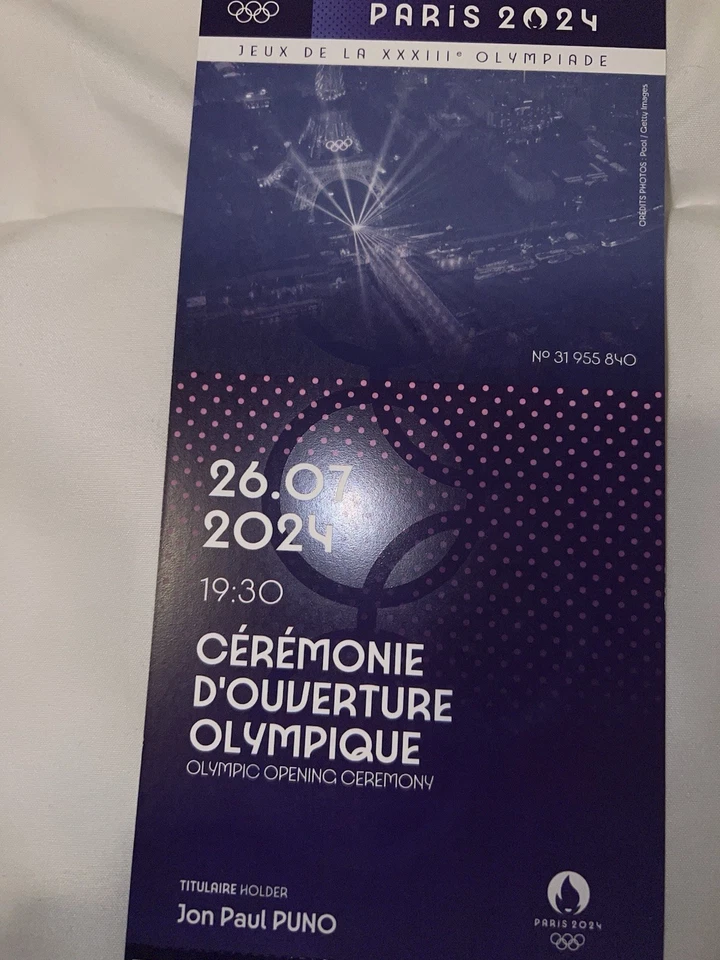 PARIS 2024
JEUX DE LA XXXIIIᵉ OLYMPIADE
CRÉDITS PHOTOS : Pool / Getty Images
Nº 31 955 840
26.07
2024
19:30
CÉRÉMONIE
D'OUVERTURE
OLYMPIQUE
OLYMPIC OPENING CEREMONY
TITULAIRE HOLDER
Jon Paul PUNO
PARIS 2024